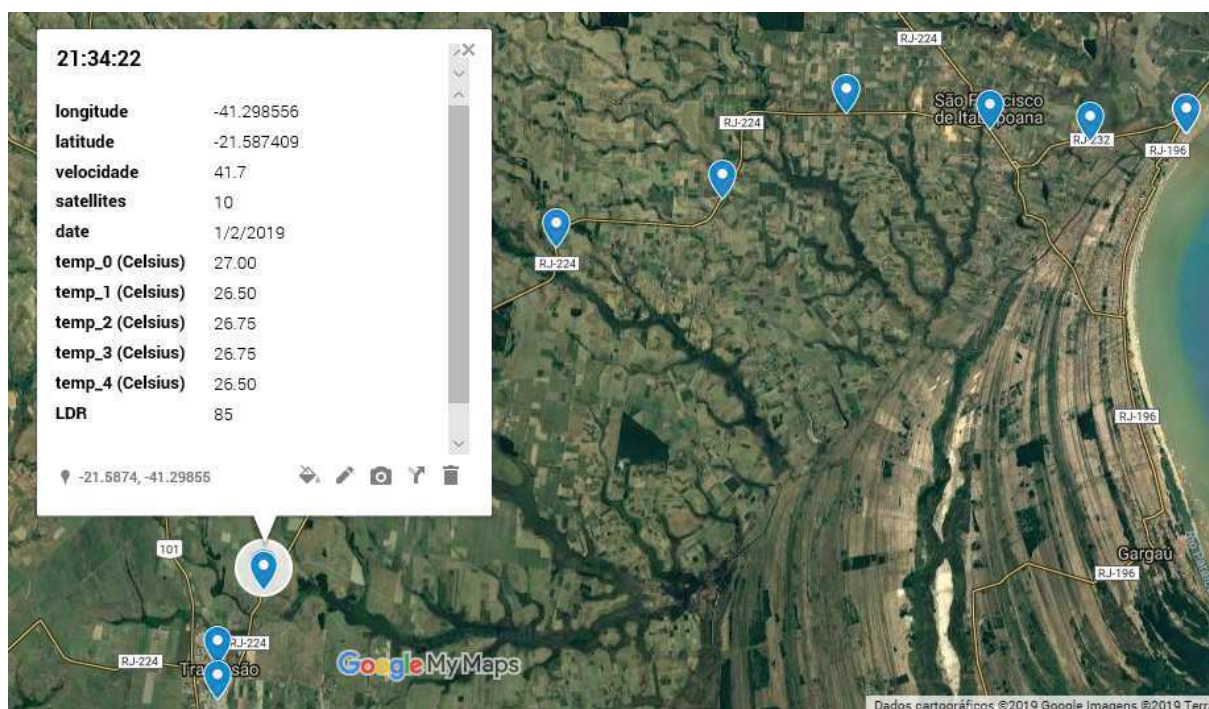 21:34:22
longitude -41.298556
latitude -21.587409
velocidade 41.7
satellites 10
date 1/2/2019
temp_0 (Celsius) 27.00
temp_1 (Celsius) 26.50
temp_2 (Celsius) 26.75
temp_3 (Celsius) 26.75
temp_4 (Celsius) 26.50
LDR 85
-21.5874, -41.29855
RJ-224
São
de
RJ-224
RJ-232
RJ-196
RJ-224
RJ-196
101
Gargaú
RJ-196
RJ-224
RJ-224
Google My Maps
Dados cartográficos ©2019 Google Imagens ©2019 Terr